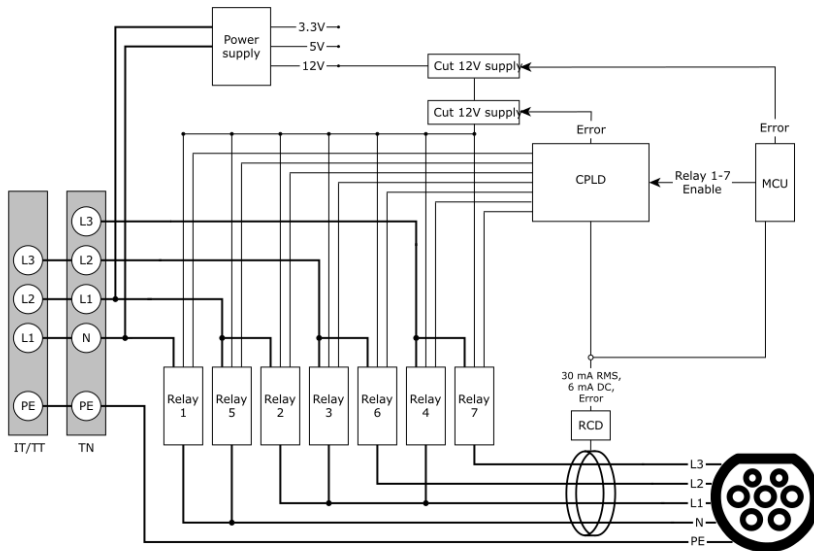 Power
supply
3.3V
5V
12V
Cut 12V supply
Cut 12V supply
Error
Error
CPLD
Relay 1-7
Enable
MCU
L3
L3
L2
L2
L1
L1
N
PE
PE
IT/TT
TN
Relay
1
Relay
5
Relay
2
Relay
3
Relay
6
Relay
4
Relay
7
30 mA RMS,
6 mA DC,
Error
RCD
L3
L2
L1
N
PE